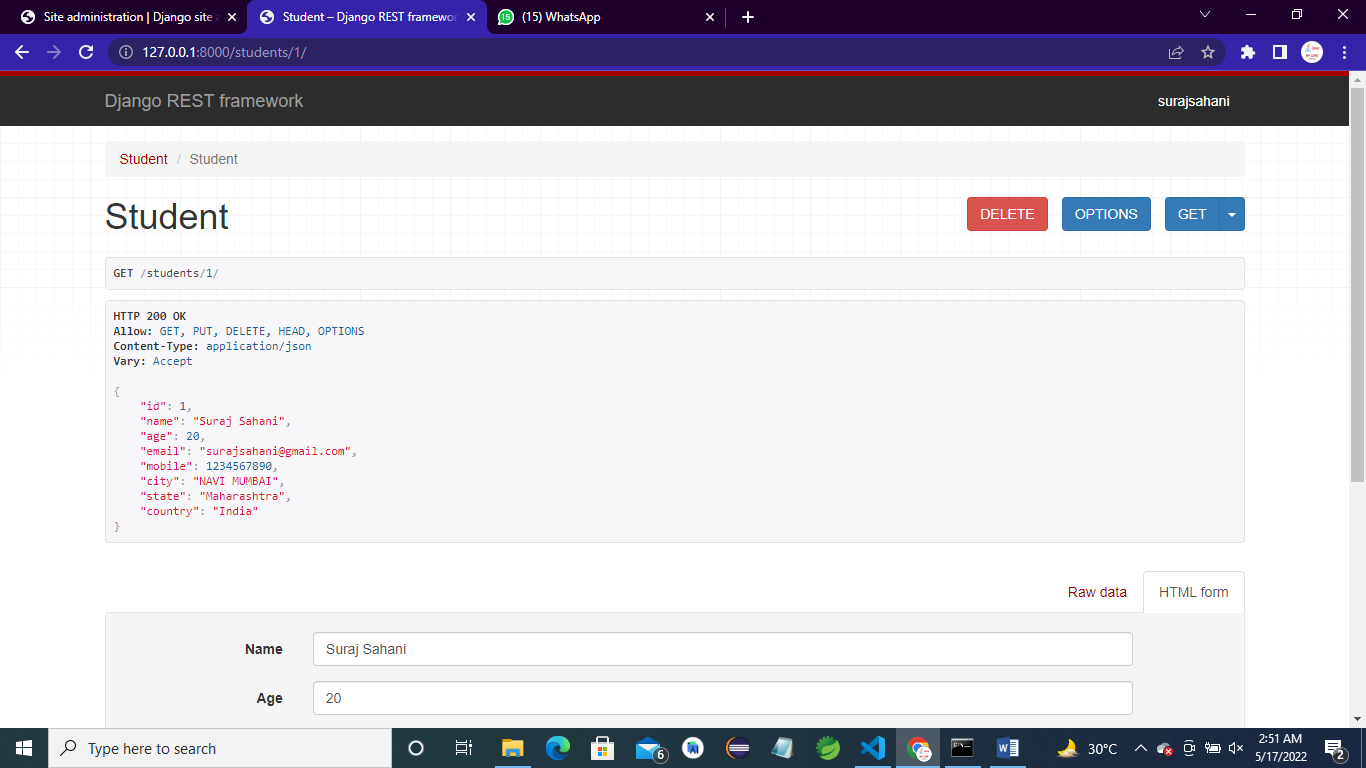 Site administration | Django site a
Student – Django REST framewor
(15) WhatsApp
127.0.0.1:8000/students/1/
Django REST framework
surajsahani
Student / Student
Student
DELETE
OPTIONS
GET
GET /students/1/
HTTP 200 OK
Allow: GET, PUT, DELETE, HEAD, OPTIONS
Content-Type: application/json
Vary: Accept
{
"id": 1,
"name": "Suraj Sahani",
"age": 20,
"email": "surajsahani@gmail.com",
"mobile": 1234567890,
"city": "NAVI MUMBAI",
"state": "Maharashtra",
"country": "India"
}
Raw data
HTML form
Name
Suraj Sahani
Age
20
Type here to search
6
30°C
2:51 AM
5/17/2022
2